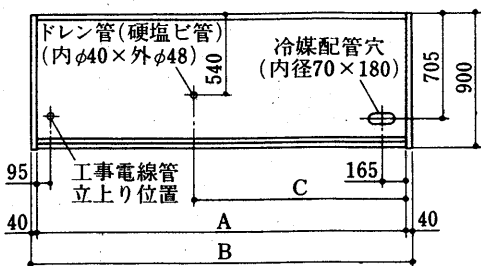 ドレン管(硬塩ビ管)
(内φ40×外φ48)
540
冷媒配管穴
(内径70×180)
705
900
95
工事電線管
立上り位置
165
C
40
A
40
B